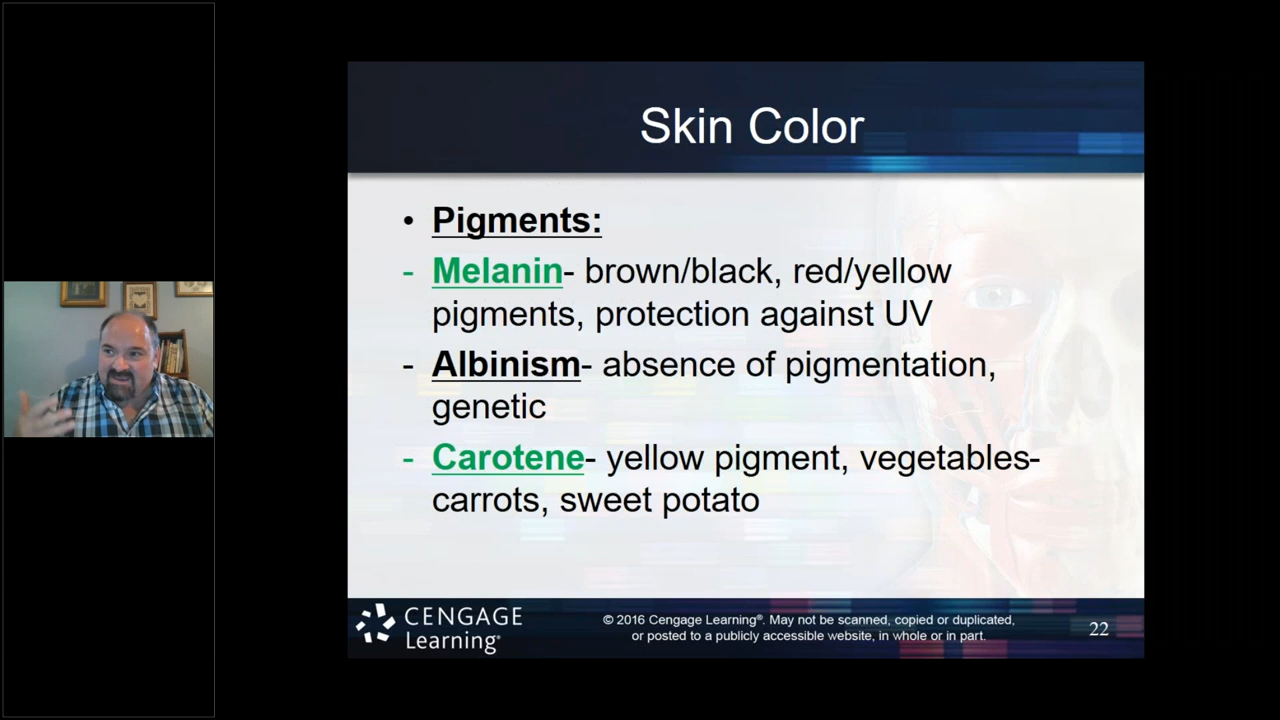 Skin Color
• Pigments:
- Melanin- brown/black, red/yellow
pigments, protection against UV
- Albinism- absence of pigmentation,
genetic
- Carotene- yellow pigment, vegetables-
carrots, sweet potato
CENGAGE
Learning®
© 2016 Cengage Learning®. May not be scanned, copied or duplicated,
or posted to a publicly accessible website, in whole or in part.
22